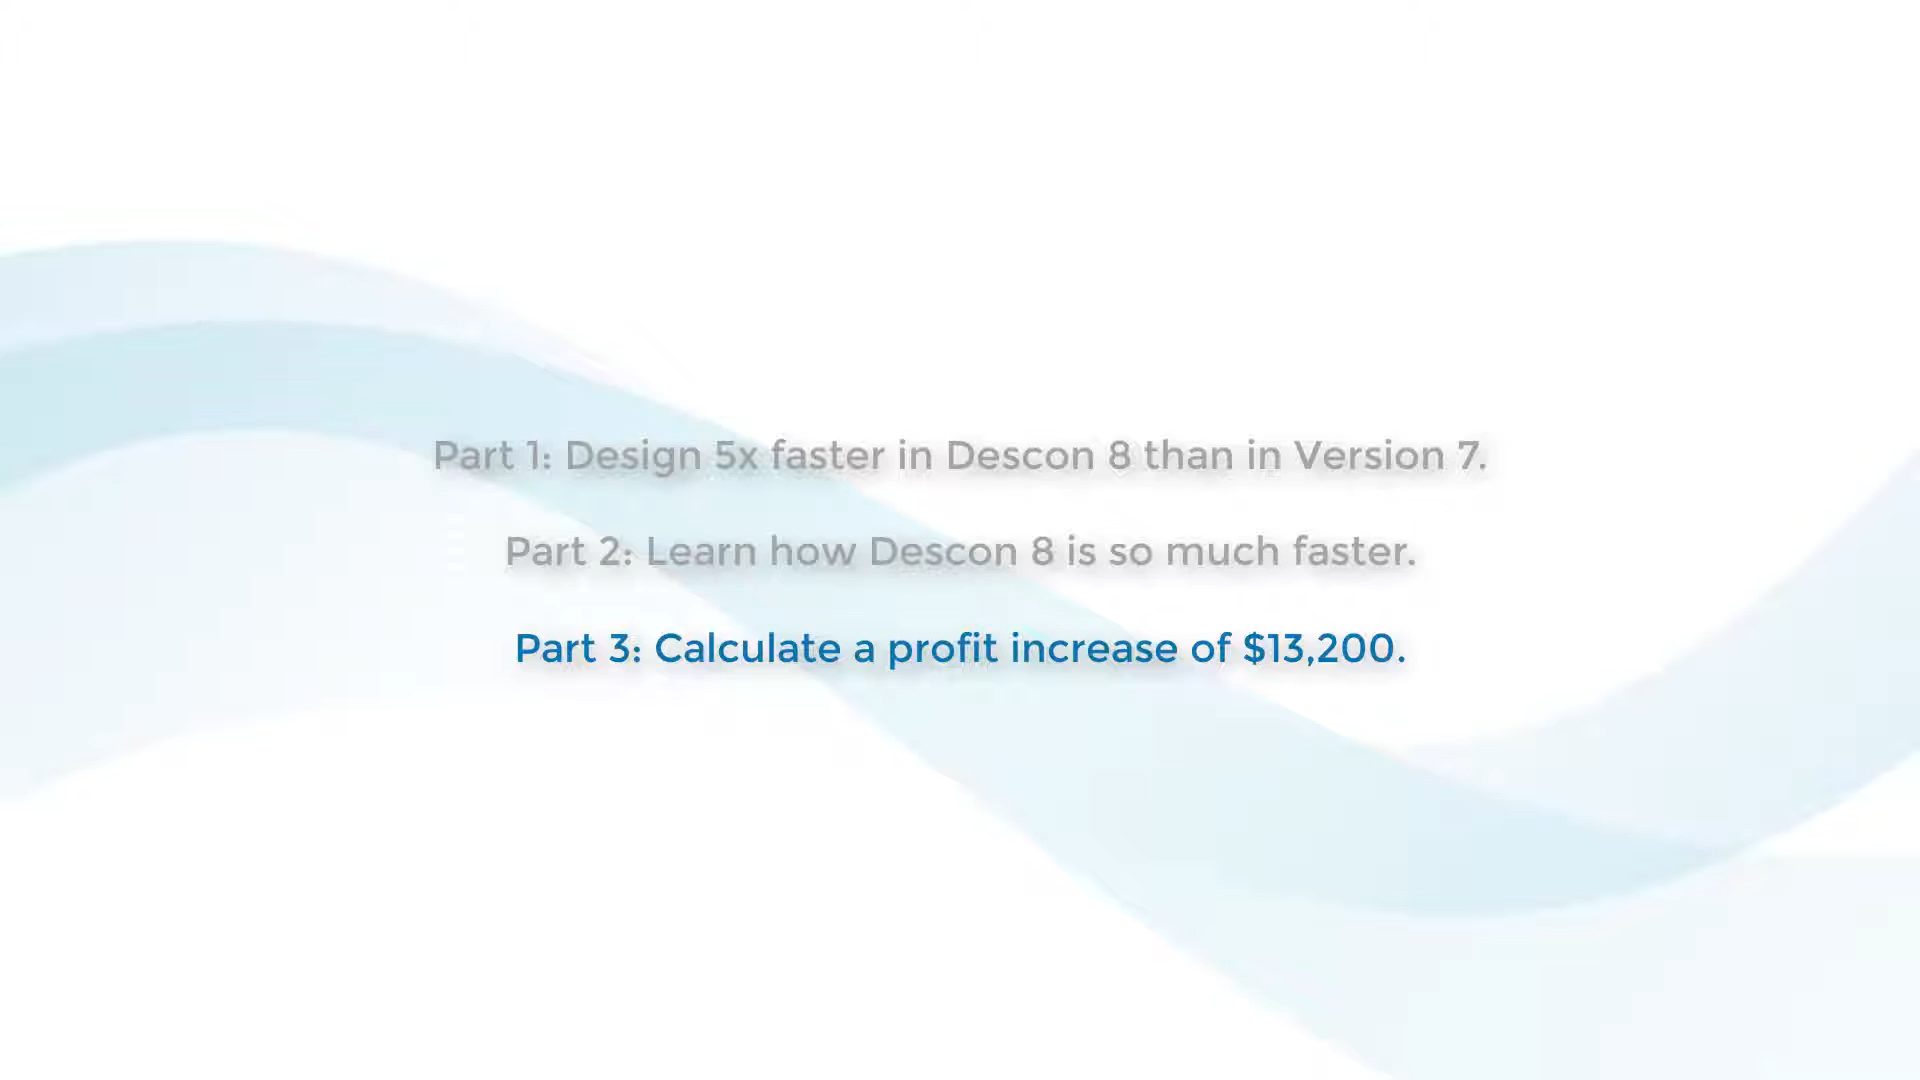 Part 1: Design 5x faster in Descon 8 than in Version 7.
Part 2: Learn how Descon 8 is so much faster.
Part 3: Calculate a profit increase of $13,200.